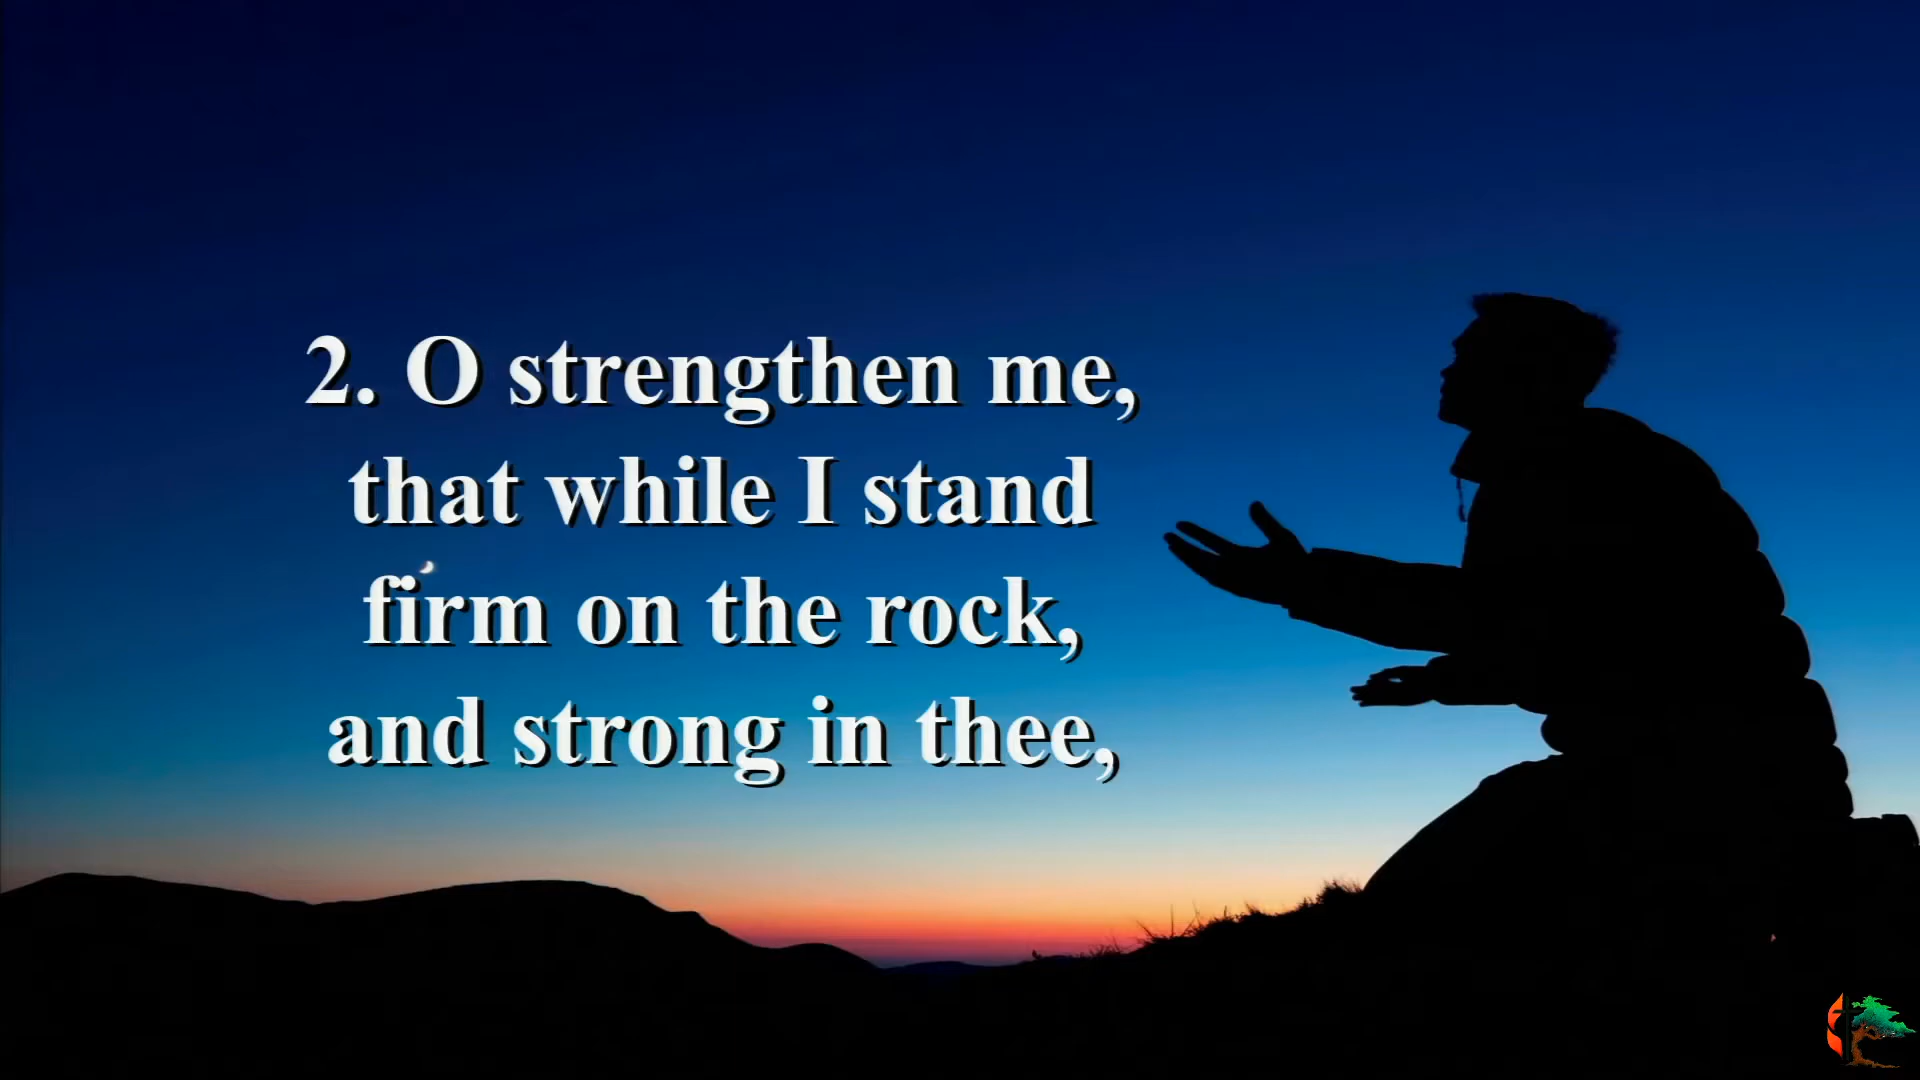 2. O strengthen me,
that while I stand
firm on the rock,
and strong in thee,